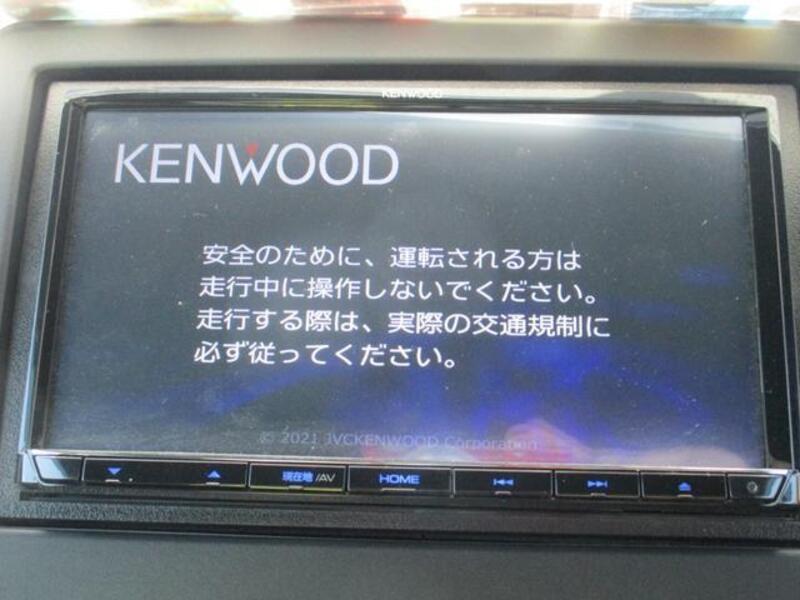 KENWOOD
KENWOOD
安全のために、運転される方は
走行中に操作しないでください。
走行する際は、実際の交通規制に
必ず従ってください。
© 2021 JVCKENWOOD Corporation
現在地/AV HOME